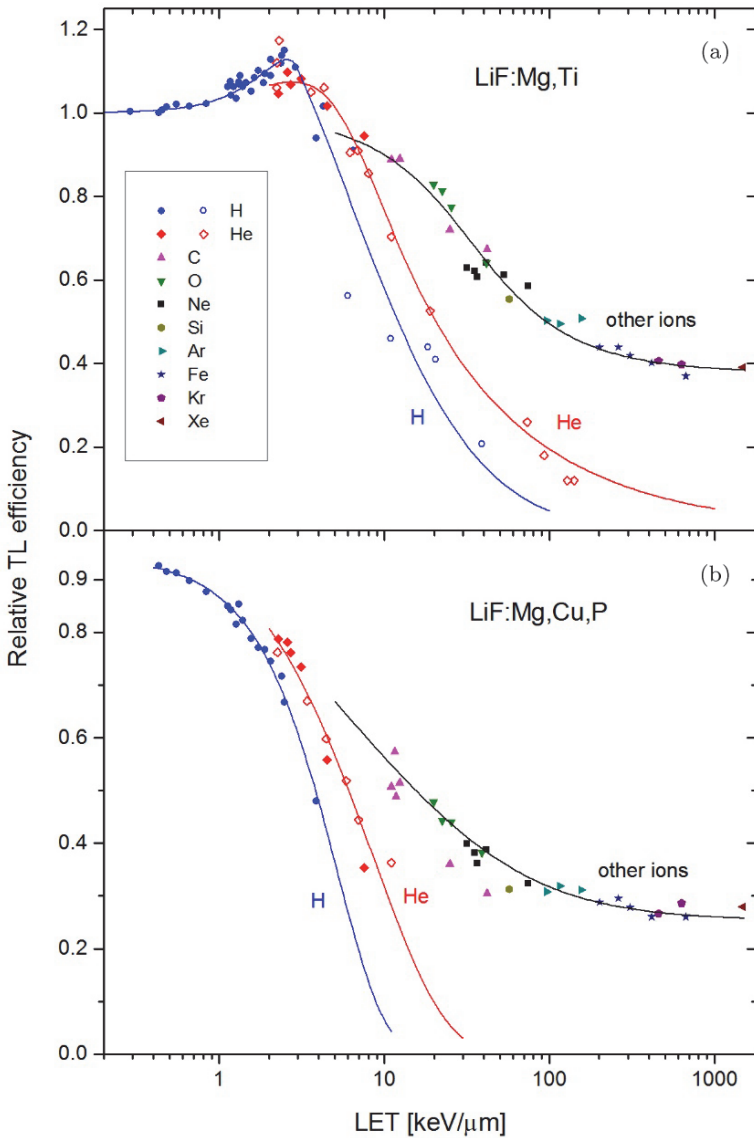 1.2
(a)
LiF:Mg,Ti
1.0
0.8
H
He
C
O
Ne
Si
Ar
Fe
Kr
Xe
0.6
other ions
0.4
H
He
0.2
0.0
Relative TL efficiency
(b)
0.9
LiF:Mg,Cu,P
0.8
0.6
0.4
other ions
H
He
0.2
0.0
1 10 100 1000
LET [keV/μm]